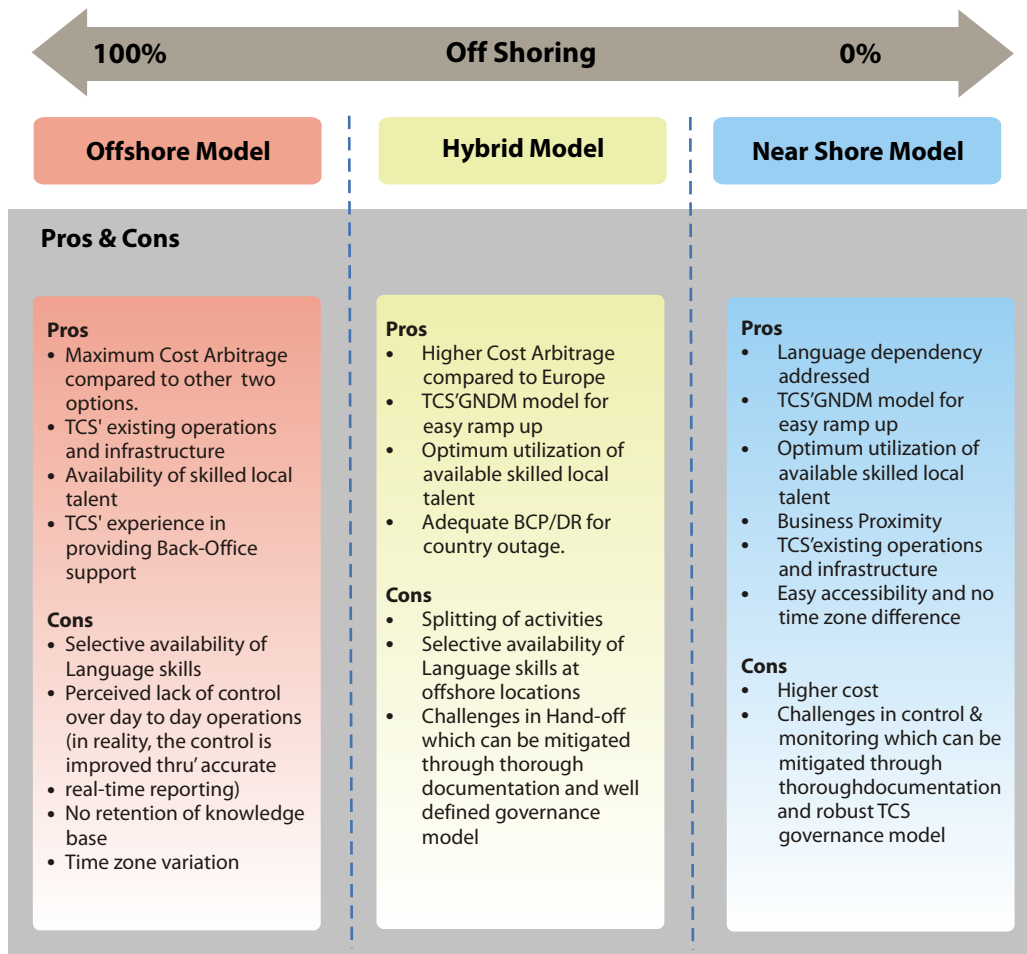 100% Off Shoring 0%
Offshore Model
Hybrid Model
Near Shore Model
Pros & Cons
Pros
• Maximum Cost Arbitrage
compared to other two
options.
• TCS' existing operations
and infrastructure
• Availability of skilled local
talent
• TCS' experience in
providing Back-Office
support
Cons
• Selective availability of
Language skills
• Perceived lack of control
over day to day operations
(in reality, the control is
improved thru’ accurate
• real-time reporting)
• No retention of knowledge
base
• Time zone variation
Pros
• Higher Cost Arbitrage
compared to Europe
• TCS’GNDM model for
easy ramp up
• Optimum utilization of
available skilled local
talent
• Adequate BCP/DR for
country outage.
Cons
• Splitting of activities
• Selective availability of
Language skills at
offshore locations
• Challenges in Hand-off
which can be mitigated
through thorough
documentation and well
defined governance
model
Pros
• Language dependency
addressed
• TCS’GNDM model for
easy ramp up
• Optimum utilization of
available skilled local
talent
• Business Proximity
• TCS’existing operations
and infrastructure
• Easy accessibility and no
time zone difference
Cons
• Higher cost
• Challenges in control &
monitoring which can be
mitigated through
thoroughdocumentation
and robust TCS
governance model